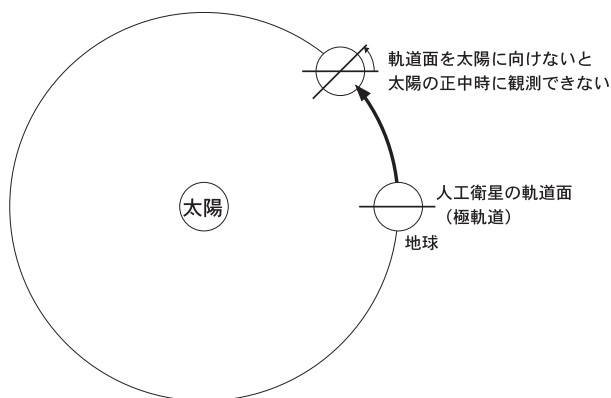 軌道面を太陽に向けないと
太陽の正中時に観測できない
太陽
人工衛星の軌道面
(極軌道)
地球